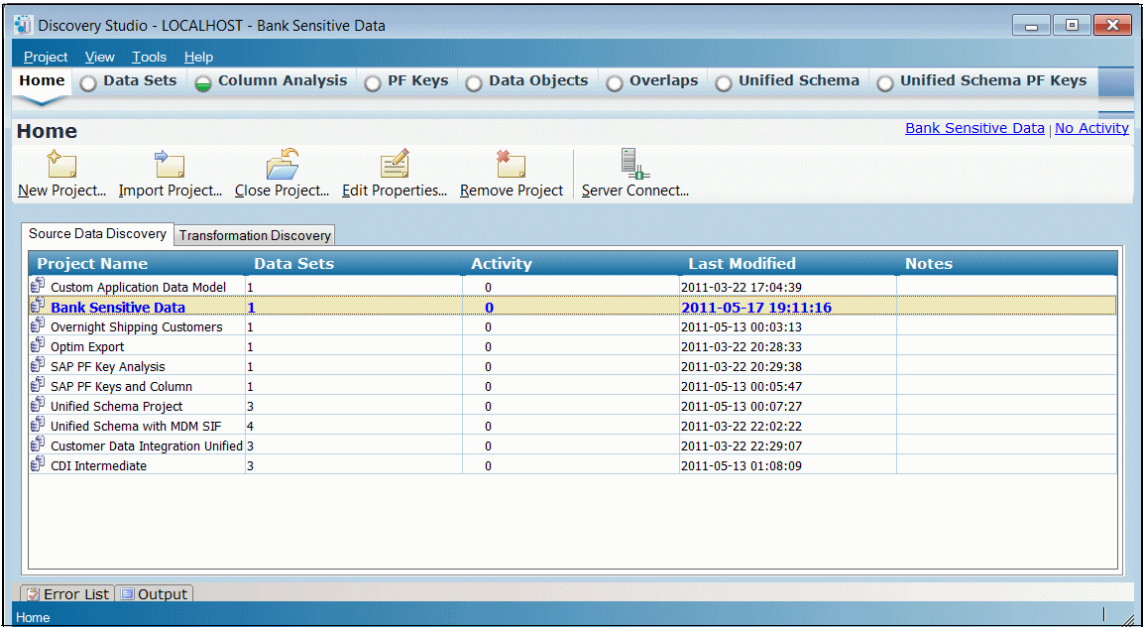 Discovery Studio - LOCALHOST - Bank Sensitive Data
Project View Tools Help
Home Data Sets Column Analysis PF Keys Data Objects Overlaps Unified Schema Unified Schema PF Keys
Home Bank Sensitive Data | No Activity
New Project... Import Project... Close Project... Edit Properties... Remove Project Server Connect...
Source Data Discovery Transformation Discovery
Project Name Data Sets Activity Last Modified Notes
Custom Application Data Model 1 0 2011-03-22 17:04:39
Bank Sensitive Data 1 0 2011-05-17 19:11:16
Overnight Shipping Customers 1 0 2011-05-13 00:03:13
Optim Export 1 0 2011-03-22 20:28:33
SAP PF Key Analysis 1 0 2011-03-22 20:29:38
SAP PF Keys and Column 1 0 2011-05-13 00:05:47
Unified Schema Project 3 0 2011-05-13 00:07:27
Unified Schema with MDM SIF 4 0 2011-03-22 22:02:22
Customer Data Integration Unified 3 0 2011-03-22 22:29:07
CDI Intermediate 3 0 2011-05-13 01:08:09
Error List Output
Home